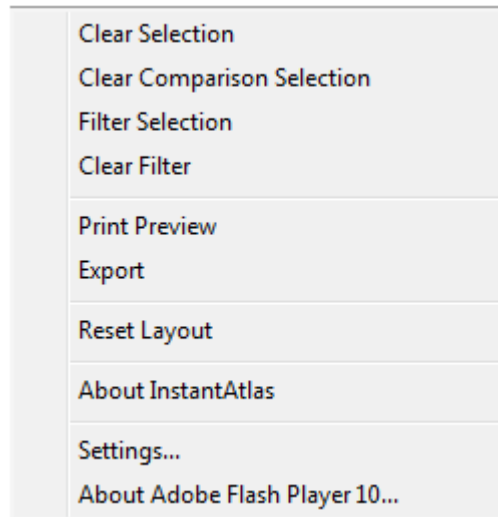 Clear Selection
Clear Comparison Selection
Filter Selection
Clear Filter
Print Preview
Export
Reset Layout
About InstantAtlas
Settings...
About Adobe Flash Player 10...